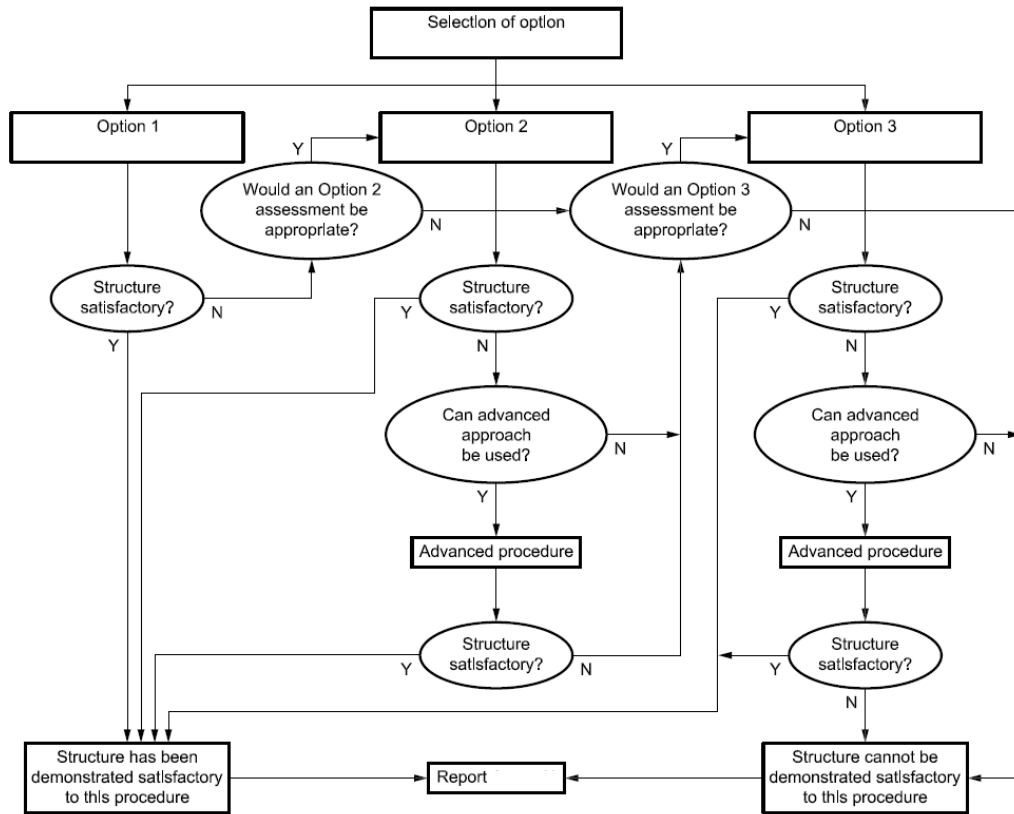 Selection of option
Option 1
Option 2
Option 3
Y
Y
Would an Option 2
assessment be
appropriate?
N
Would an Option 3
assessment be
appropriate?
N
Structure
satisfactory?
N
Y
Structure
satisfactory?
Y
N
Structure
satisfactory?
Y
N
Can advanced
approach
be used?
N
Y
Can advanced
approach
be used?
N
Y
Advanced procedure
Advanced procedure
Structure
satisfactory?
Y
N
Structure
satisfactory?
Y
N
Structure has been
demonstrated satisfactory
to this procedure
Report
Structure cannot be
demonstrated satisfactory
to this procedure